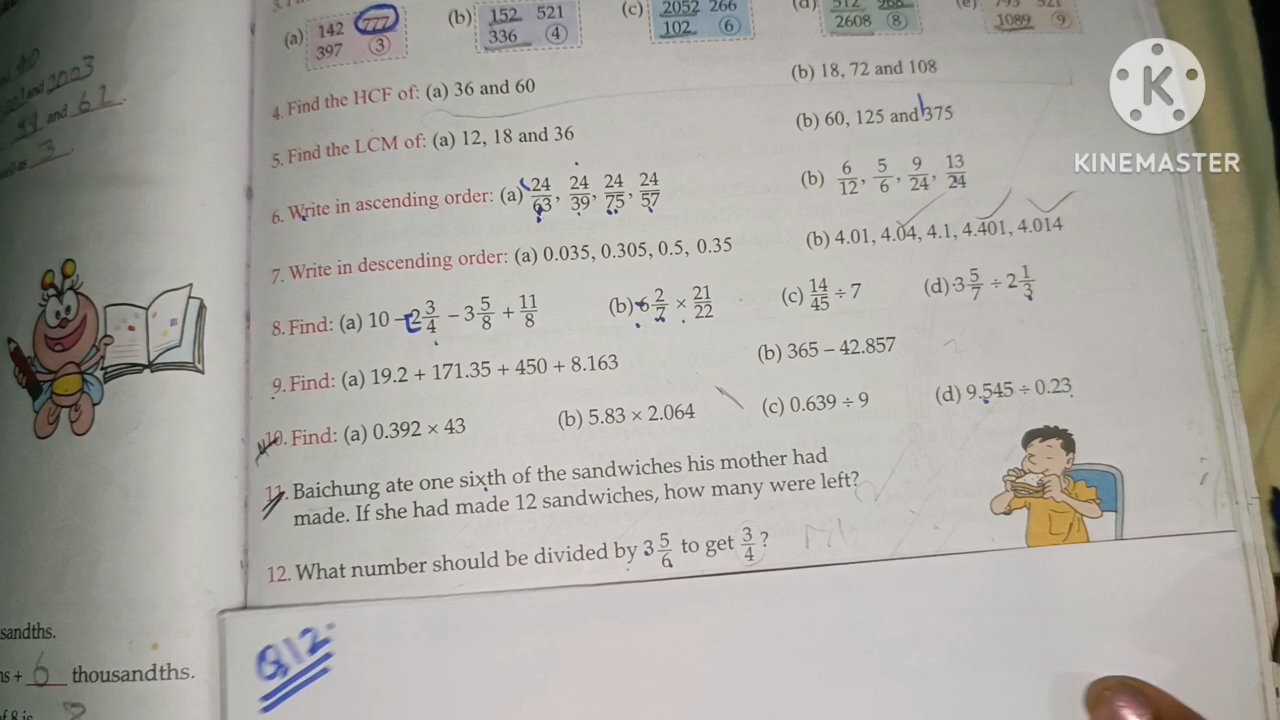 (a) 142 777
397 ③
(b) 152 521
336 ④
(c) 2052 266
102 ⑥
2608 ⑧
1089 ⑨
4. Find the HCF of: (a) 36 and 60 (b) 18, 72 and 108
5. Find the LCM of: (a) 12, 18 and 36 (b) 60, 125 and 375
6. Write in ascending order: (a) 24/63, 24/39, 24/75, 24/57 (b) 6/12, 5/6, 9/24, 13/24
7. Write in descending order: (a) 0.035, 0.305, 0.5, 0.35 (b) 4.01, 4.04, 4.1, 4.401, 4.014
8. Find: (a) 10 – 2 3/4 – 3 5/8 + 11/8 (b) 6 2/7 × 21/22 (c) 14/45 ÷ 7 (d) 3 5/7 ÷ 2 1/3
9. Find: (a) 19.2 + 171.35 + 450 + 8.163 (b) 365 – 42.857
10. Find: (a) 0.392 × 43 (b) 5.83 × 2.064 (c) 0.639 ÷ 9 (d) 9.545 ÷ 0.23
11. Baichung ate one sixth of the sandwiches his mother had
made. If she had made 12 sandwiches, how many were left?
12. What number should be divided by 3 5/6 to get 3/4?
Q12.
and 2003
and 61.
3.
sandths.
+ 6 thousandths.
K
KINEMASTER